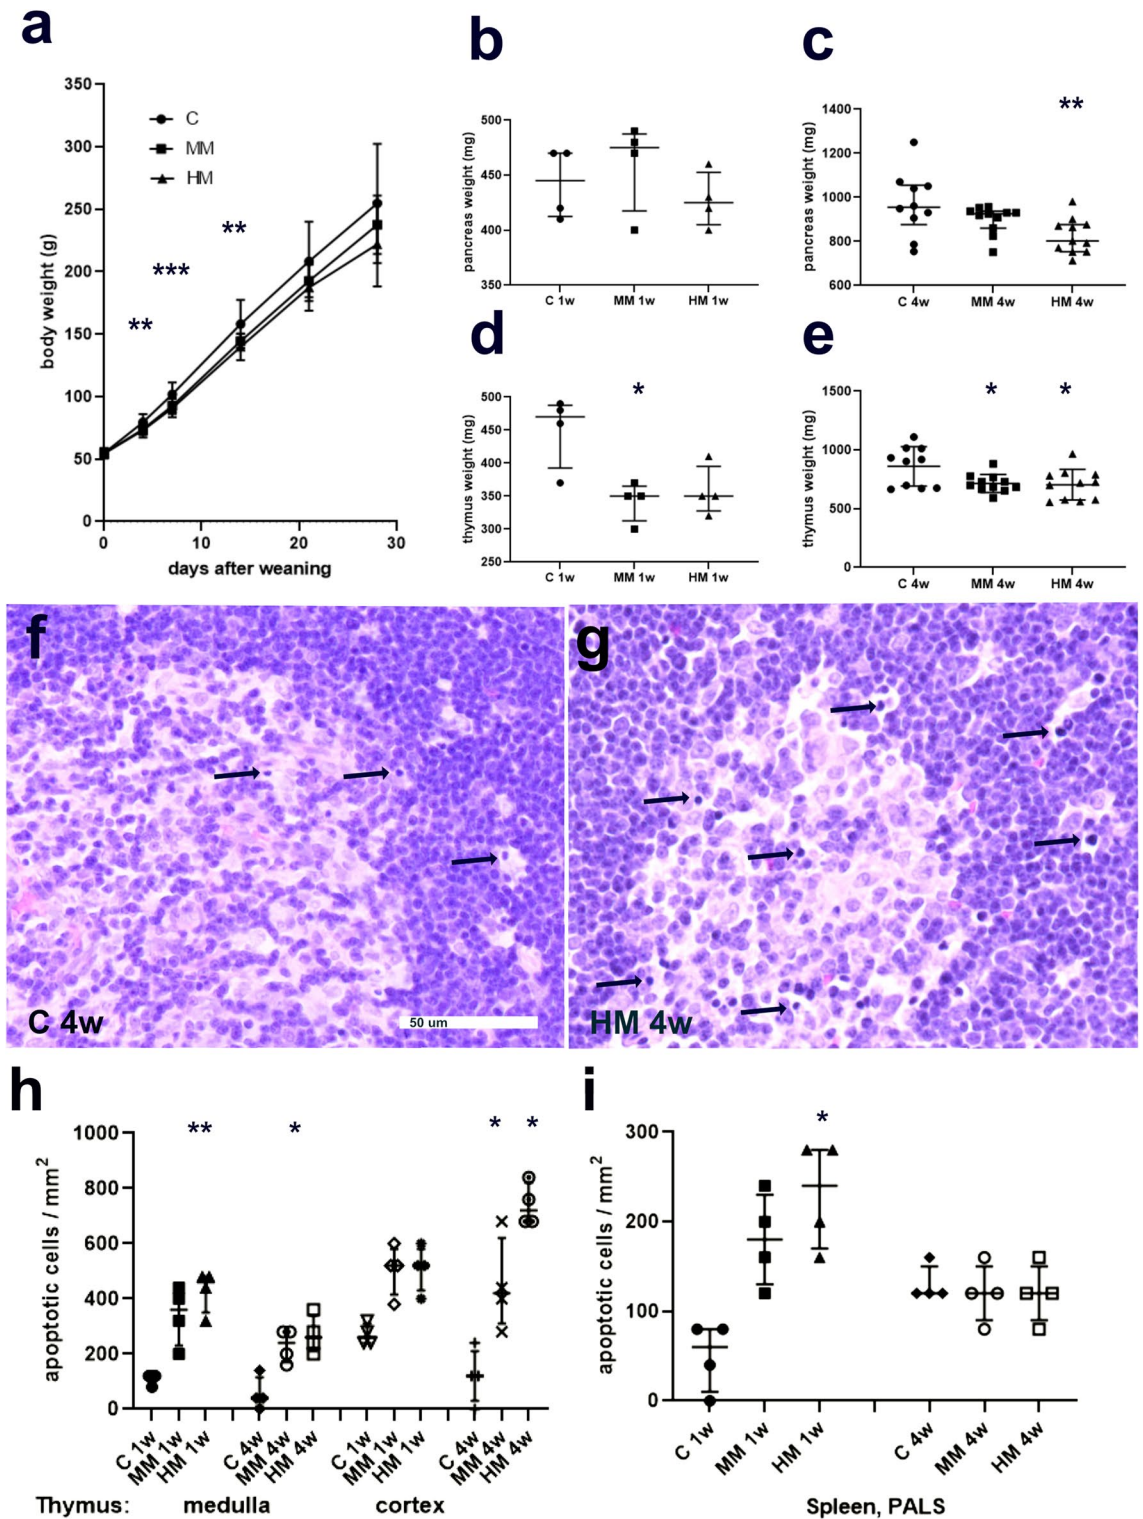 a
350
300
250
200
150
100
50
0
body weight (g)
C
MM
HM
**
***
**
0 10 20 30
days after weaning
b
500
450
400
350
pancreas weight (mg)
C 1w MM 1w HM 1w
c
1400
1200
1000
800
600
pancreas weight (mg)
**
C 4w MM 4w HM 4w
d
500
450
400
350
300
250
thymus weight (mg)
*
C 1w MM 1w HM 1w
e
1500
1000
500
0
thymus weight (mg)
* *
C 4w MM 4w HM 4w
f
C 4w
50 um
g
HM 4w
h
1000
800
600
400
200
0
apoptotic cells / mm2
** * * *
C 1w MM 1w HM 1w C 4w MM 4w HM 4w C 1w MM 1w HM 1w C 4w MM 4w HM 4w
Thymus: medulla cortex
i
300
200
100
0
apoptotic cells / mm2
*
C 1w MM 1w HM 1w C 4w MM 4w HM 4w
Spleen, PALS